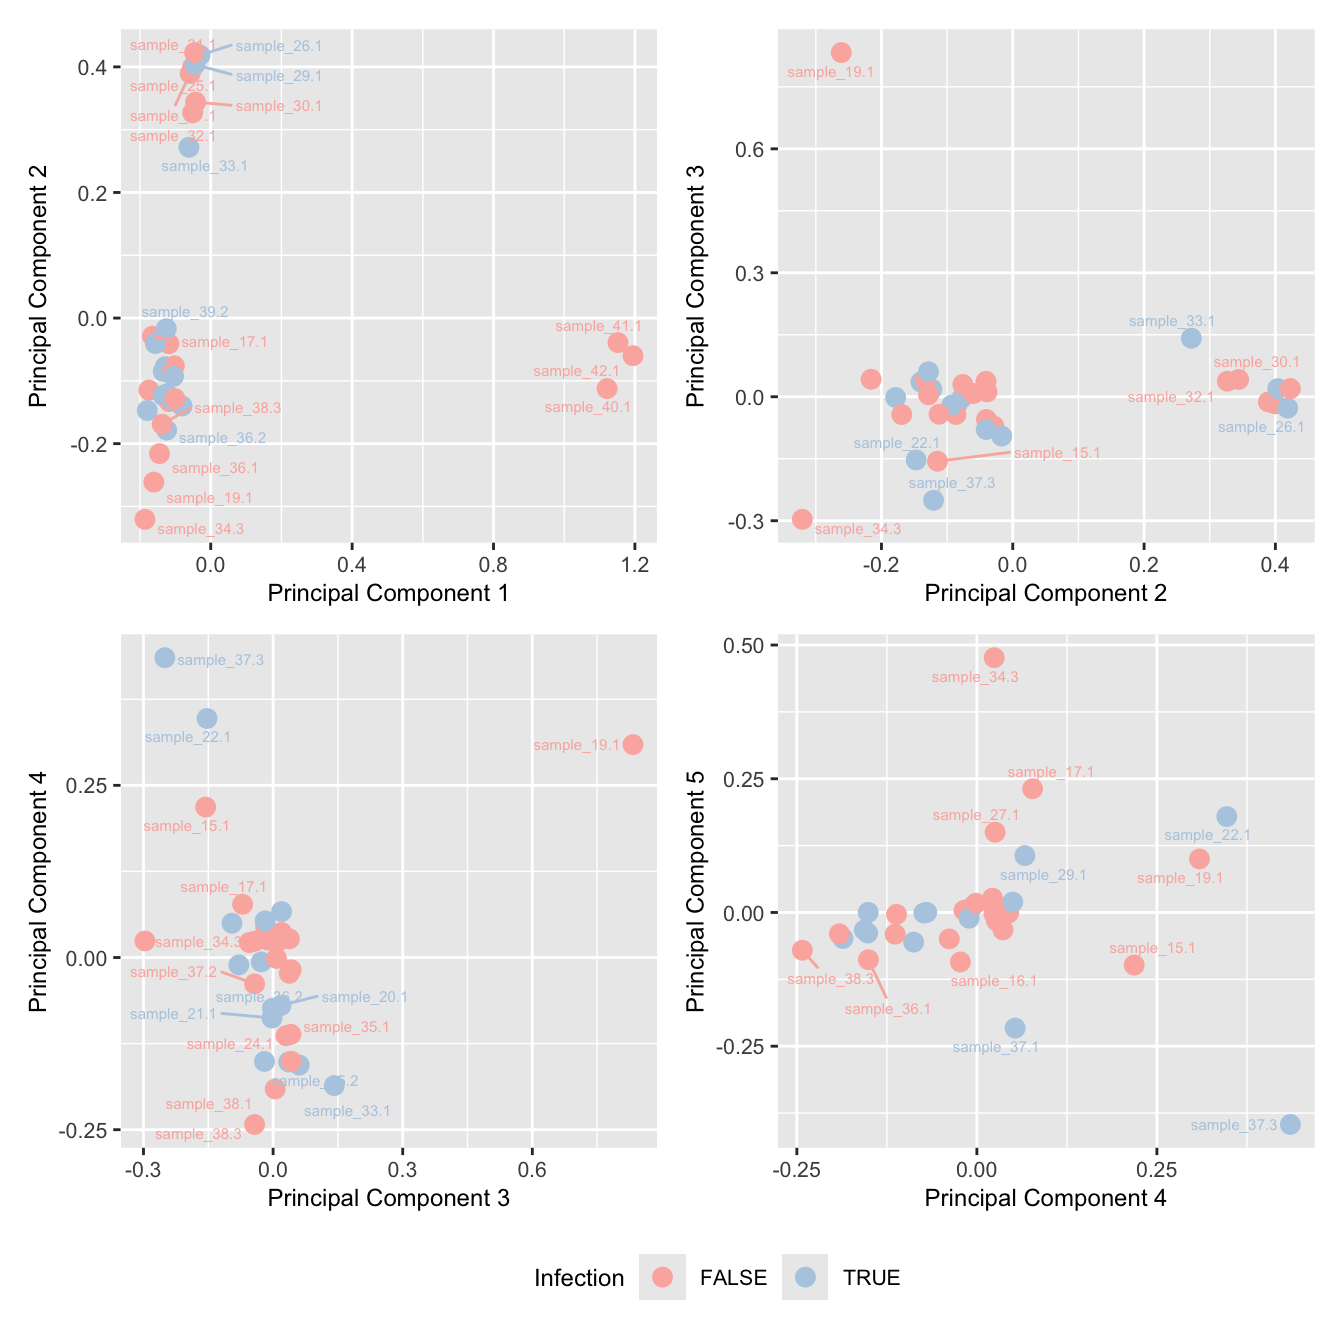 sample_26.1
0.4
sample_29.1
sample_30.1
sample_32.1
sample_33.1
0.2
sample_39.2
0.0
sample_41.1
sample_17.1
sample_42.1
sample_40.1
sample_38.3
-0.2
sample_36.2
sample_36.1
sample_19.1
sample_34.3
0.0
0.4
0.8
1.2
Principal Component 1
Principal Component 2
sample_19.1
0.6
0.3
sample_33.1
sample_30.1
0.0
sample_32.1
sample_26.1
sample_22.1
sample_15.1
sample_37.3
-0.3
sample_34.3
-0.2
0.0
0.2
0.4
Principal Component 2
Principal Component 3
sample_37.3
sample_22.1
sample_19.1
0.25
sample_15.1
sample_17.1
sample_34.3
0.00
sample_37.2
sample_36.2
sample_20.1
sample_21.1
sample_35.1
sample_24.1
sample_38.1
sample_33.1
-0.25
sample_38.3
-0.3
0.0
0.3
0.6
Principal Component 3
Principal Component 4
0.50
sample_34.3
0.25
sample_17.1
sample_27.1
sample_22.1
sample_29.1
sample_19.1
0.00
sample_15.1
sample_38.3
sample_16.1
sample_36.1
-0.25
sample_37.1
sample_37.3
-0.25
0.00
0.25
Principal Component 4
Principal Component 5
Infection
FALSE
TRUE